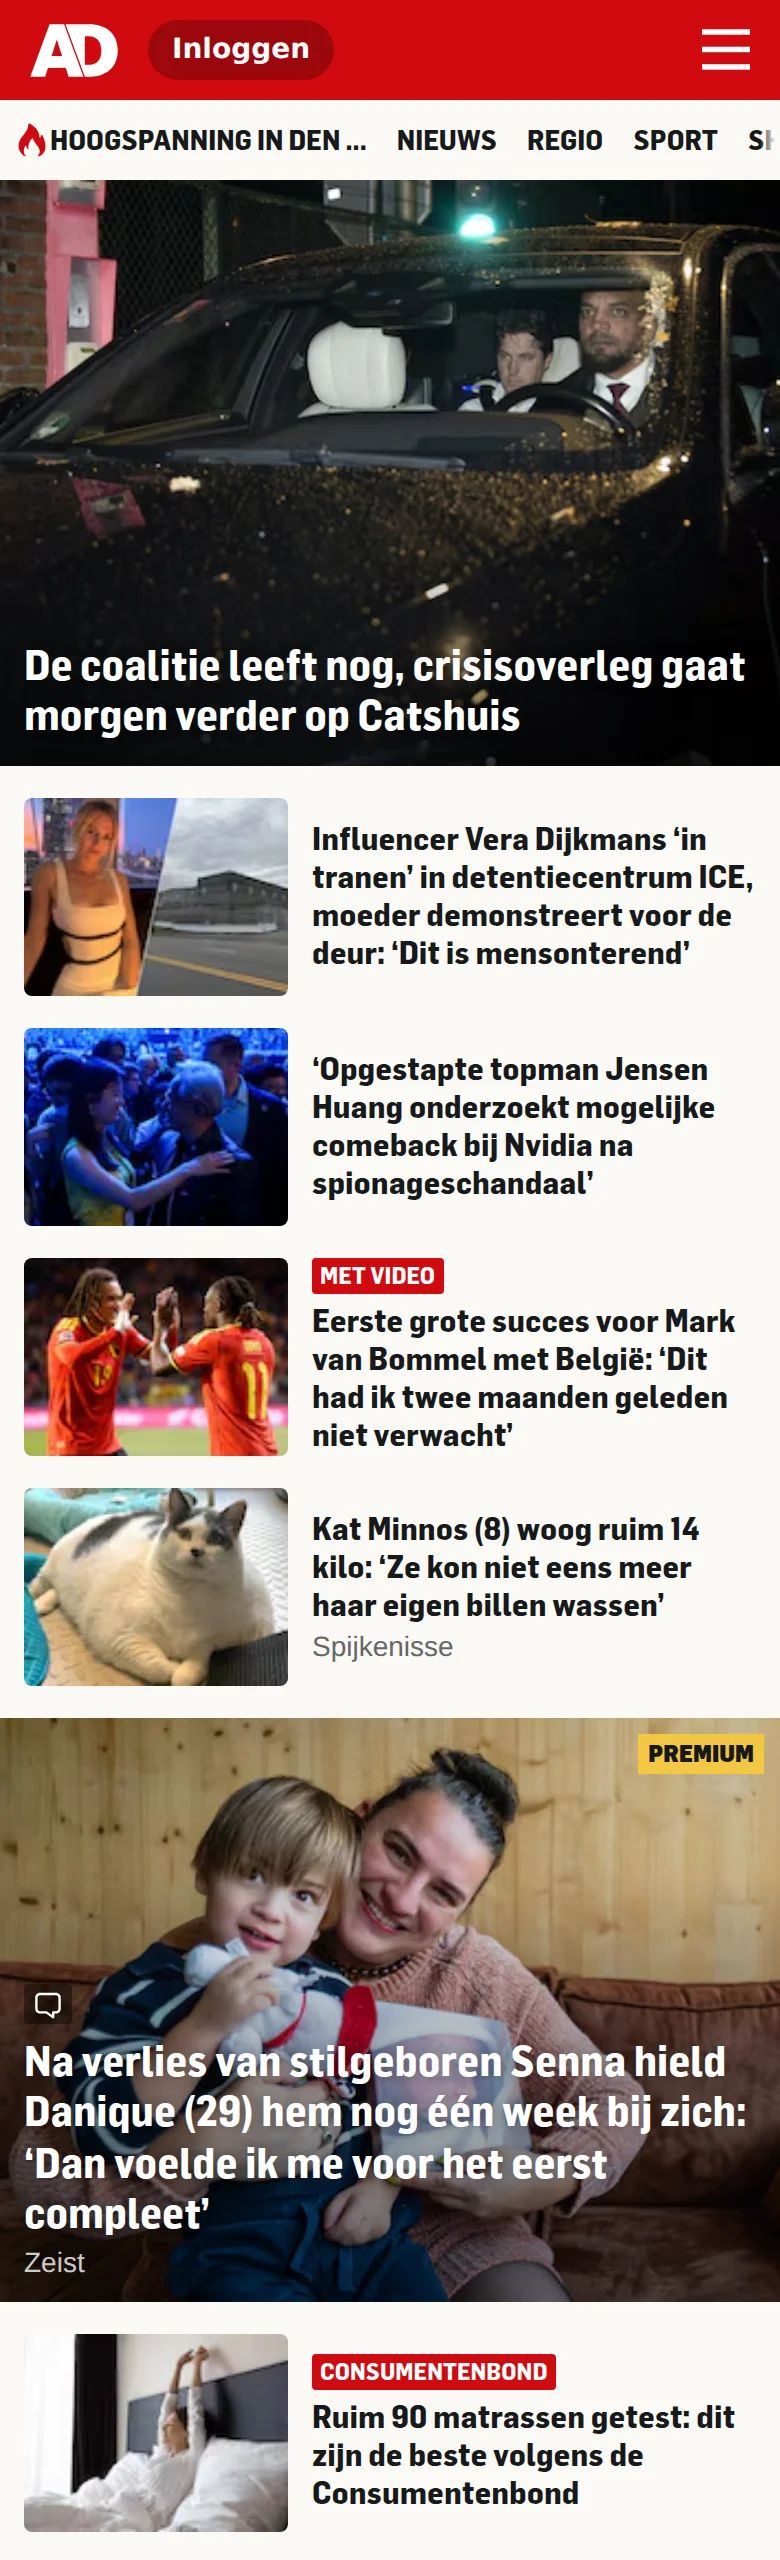 AD
Inloggen
HOOGSPANNING IN DEN ... NIEUWS REGIO SPORT
De coalitie leeft nog, crisisoverleg gaat
morgen verder op Catshuis
Influencer Vera Dijkmans ‘in
tranen’ in detentiecentrum ICE,
moeder demonstreert voor de
deur: ‘Dit is mensonterend’
‘Opgestapte topman Jensen
Huang onderzoekt mogelijke
comeback bij Nvidia na
spionageschandaal’
MET VIDEO
Eerste grote succes voor Mark
van Bommel met België: ‘Dit
had ik twee maanden geleden
niet verwacht’
19
11
Kat Minnos (8) woog ruim 14
kilo: ‘Ze kon niet eens meer
haar eigen billen wassen’
Spijkenisse
PREMIUM
Na verlies van stilgeboren Senna hield
Danique (29) hem nog één week bij zich:
‘Dan voelde ik me voor het eerst
compleet’
Zeist
CONSUMENTENBOND
Ruim 90 matrassen getest: dit
zijn de beste volgens de
Consumentenbond